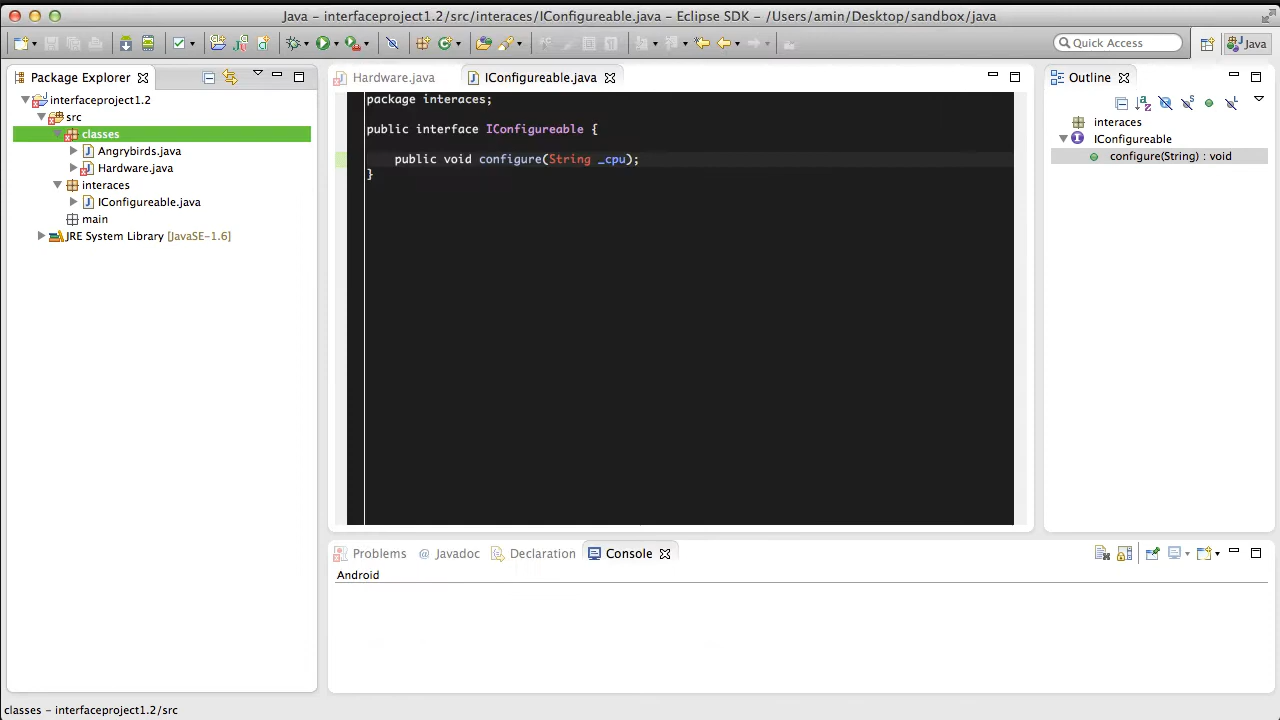 Java – interfaceproject1.2/src/interaces/IConfigureable.java – Eclipse SDK – /Users/amin/Desktop/sandbox/java
Quick Access
Java
Package Explorer
interfaceproject1.2
src
classes
Angrybirds.java
Hardware.java
interaces
IConfigureable.java
main
JRE System Library [JavaSE-1.6]
Hardware.java
IConfigureable.java
package interaces;
public interface IConfigureable {
public void configure(String _cpu);
}
Outline
interaces
IConfigureable
configure(String) : void
Problems
@ Javadoc
Declaration
Console
Android
classes – interfaceproject1.2/src